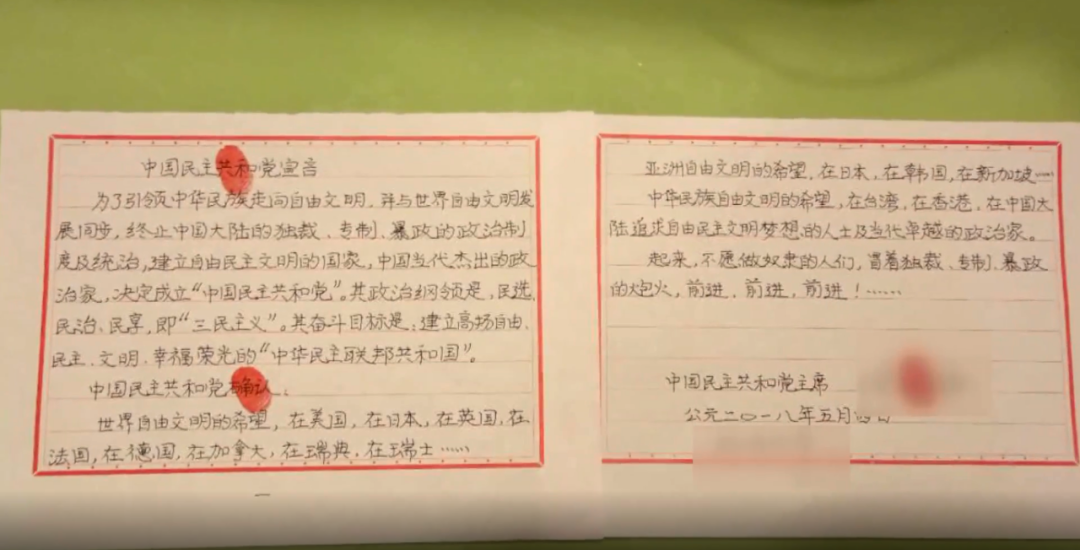 中国民主共和党宣言
为了引领中华民族走向自由文明，并与世界自由文明发
展同步，终止中国大陆的独裁、专制、暴政的政治制
度及统治，建立自由民主文明的国家，中国当代杰出的政
治家，决定成立“中国民主共和党”。其政治纲领是，民选、
民治、民享，即“三民主义”。其奋斗目标是：建立高扬自由、
民主、文明、幸福荣光的“中华民主联邦共和国”。
中国民主共和党确认：
世界自由文明的希望，在美国，在日本，在英国，在
法国，在德国，在加拿大，在瑞典，在瑞士……
一
亚洲自由文明的希望，在日本，在韩国，在新加坡……
中华民族自由文明的希望，在台湾，在香港，在中国大
陆追求自由民主文明梦想的人士及当代卓越的政治家。
起来，不愿做奴隶的人们，冒着独裁、专制、暴政
的炮火，前进，前进，前进！……
中国民主共和党主席
公元二〇一八年五月